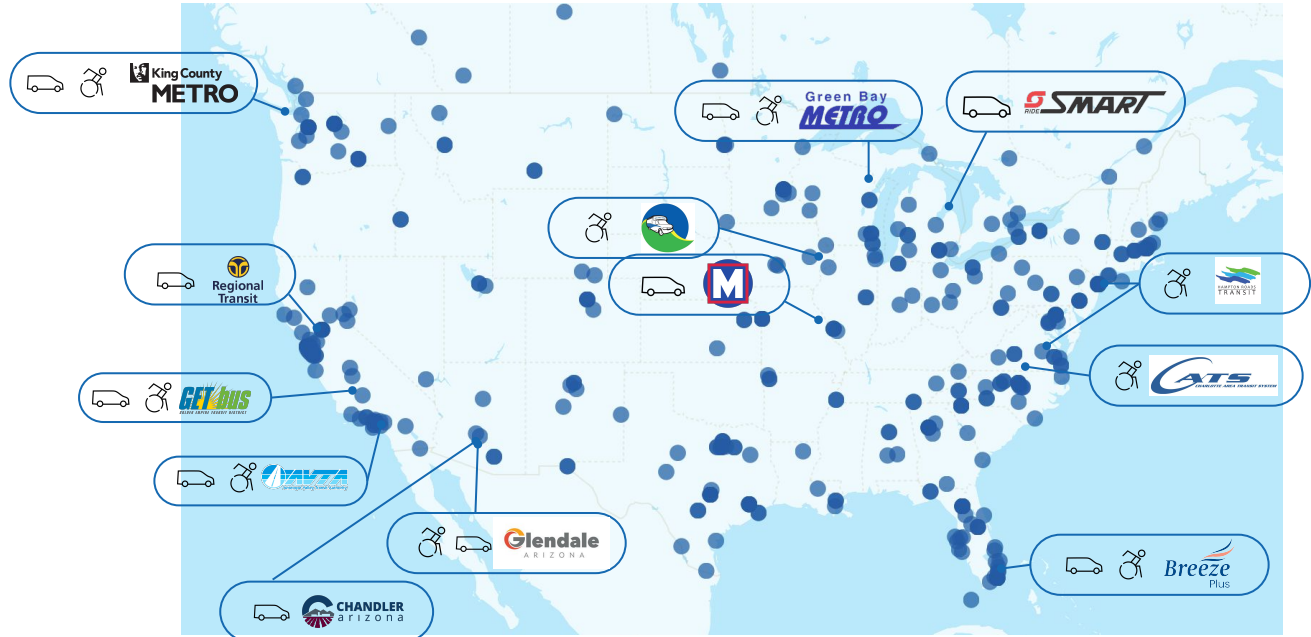 King County
METRO
Green Bay
METRO
RIDE SMART
M
Regional
Transit
HAMPTON ROADS
TRANSIT
CATS
CHARLOTTE AREA TRANSIT SYSTEM
GET bus
GOLDEN EMPIRE TRANSIT DISTRICT
AVTA
Glendale
ARIZONA
CHANDLER
arizona
Breeze
Plus